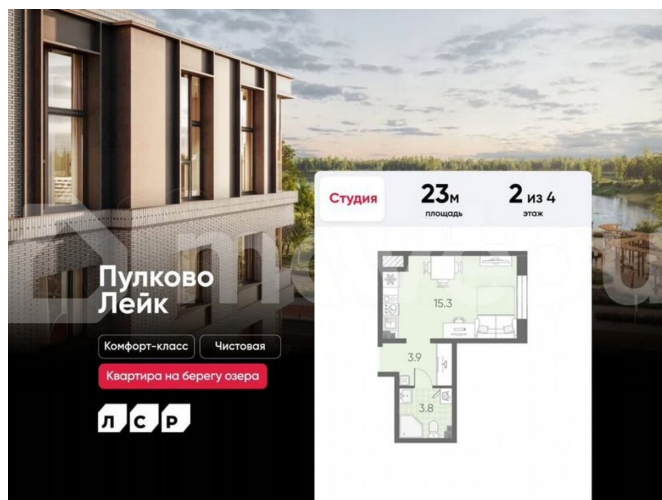 Студия
23м
площадь
2 из 4
этаж
Пулково
Лейк
Комфорт-класс
Чистовая
Квартира на берегу озера
ЛСР
15.3
3.9
3.8